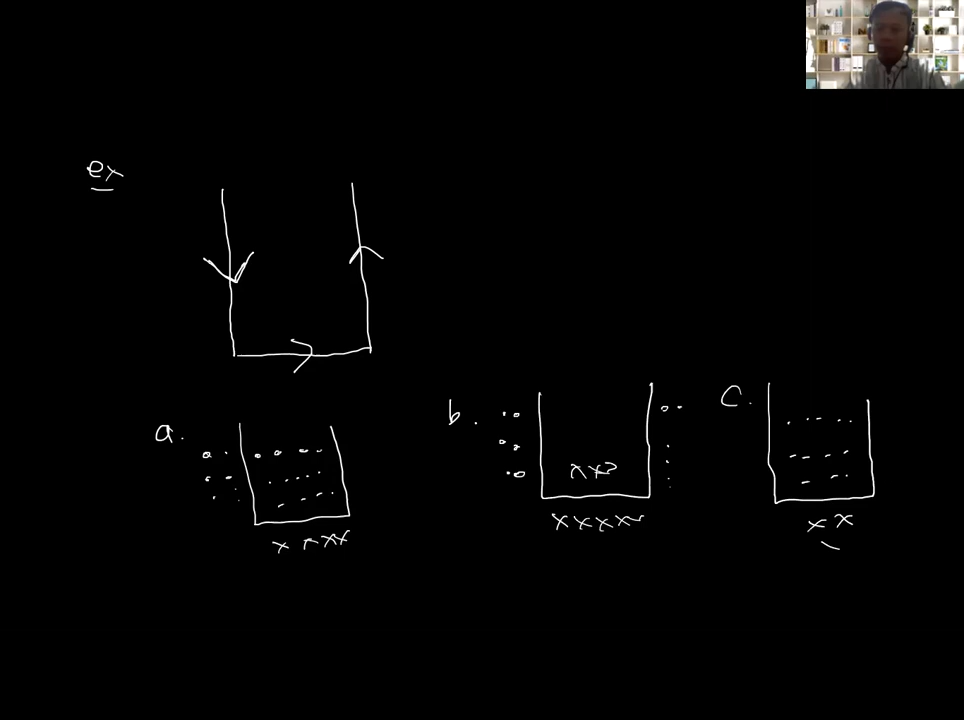 ex
a.
b.
C.
x x x x
x x
x x x x
x x